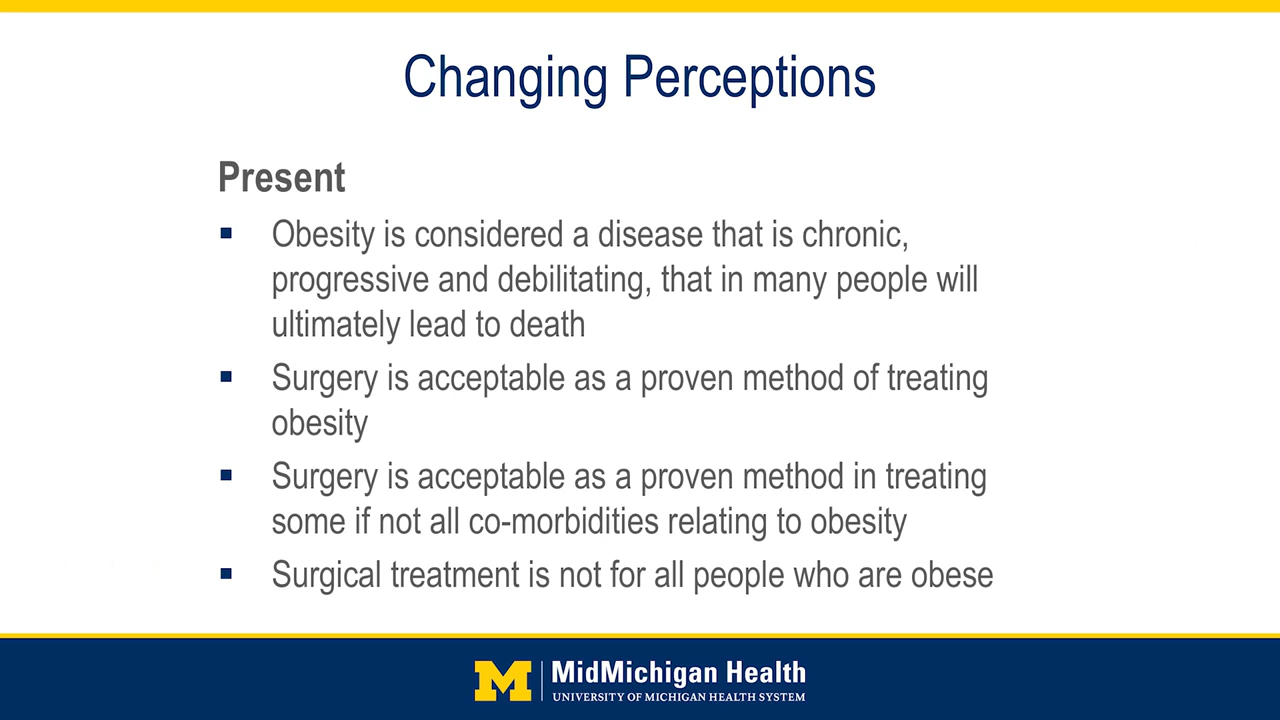 Changing Perceptions
Present
▪ Obesity is considered a disease that is chronic,
progressive and debilitating, that in many people will
ultimately lead to death
▪ Surgery is acceptable as a proven method of treating
obesity
▪ Surgery is acceptable as a proven method in treating
some if not all co-morbidities relating to obesity
▪ Surgical treatment is not for all people who are obese
M MidMichigan Health
UNIVERSITY OF MICHIGAN HEALTH SYSTEM